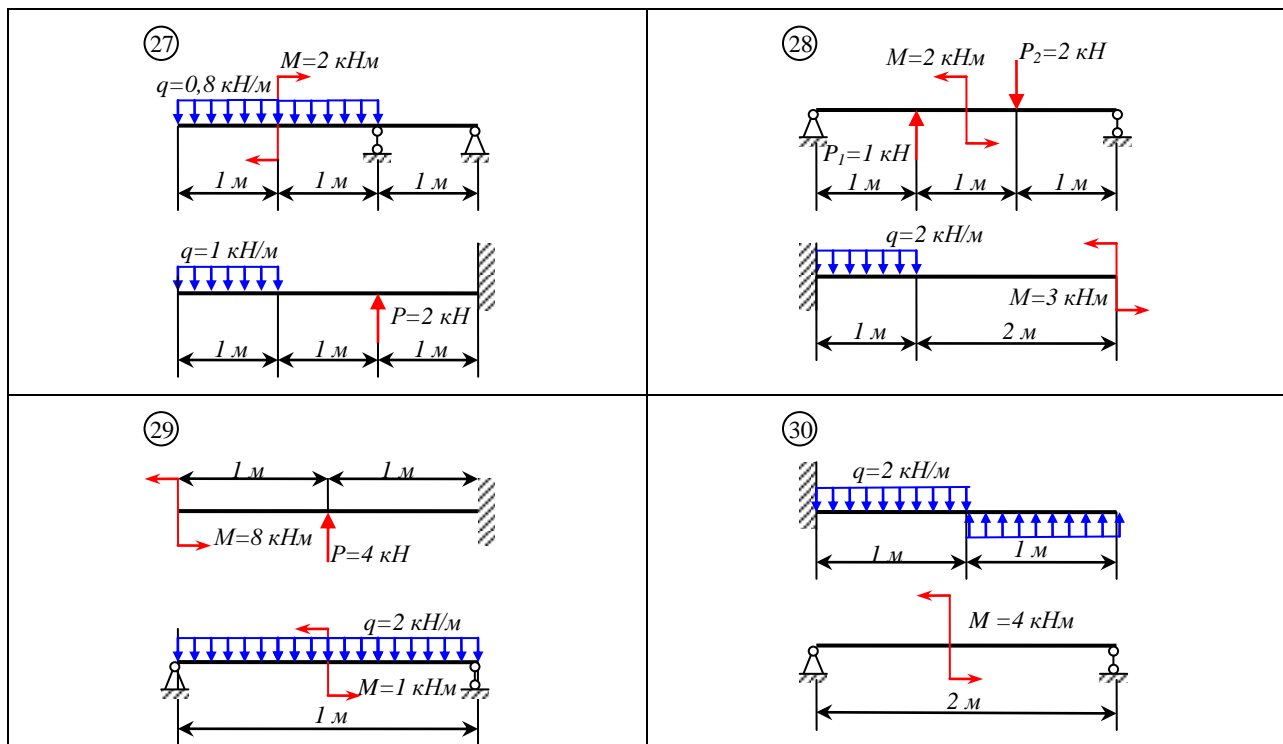 27
M=2 кНм
q=0,8 кН/м
1 м 1 м 1 м
q=1 кН/м
P=2 кН
1 м 1 м 1 м
28
P₂=2 кН
M=2 кНм
P₁=1 кН
1 м 1 м 1 м
q=2 кН/м
M=3 кНм
1 м 2 м
29
1 м 1 м
M=8 кНм
P=4 кН
q=2 кН/м
M=1 кНм
1 м
30
q=2 кН/м
1 м 1 м
M =4 кНм
2 м